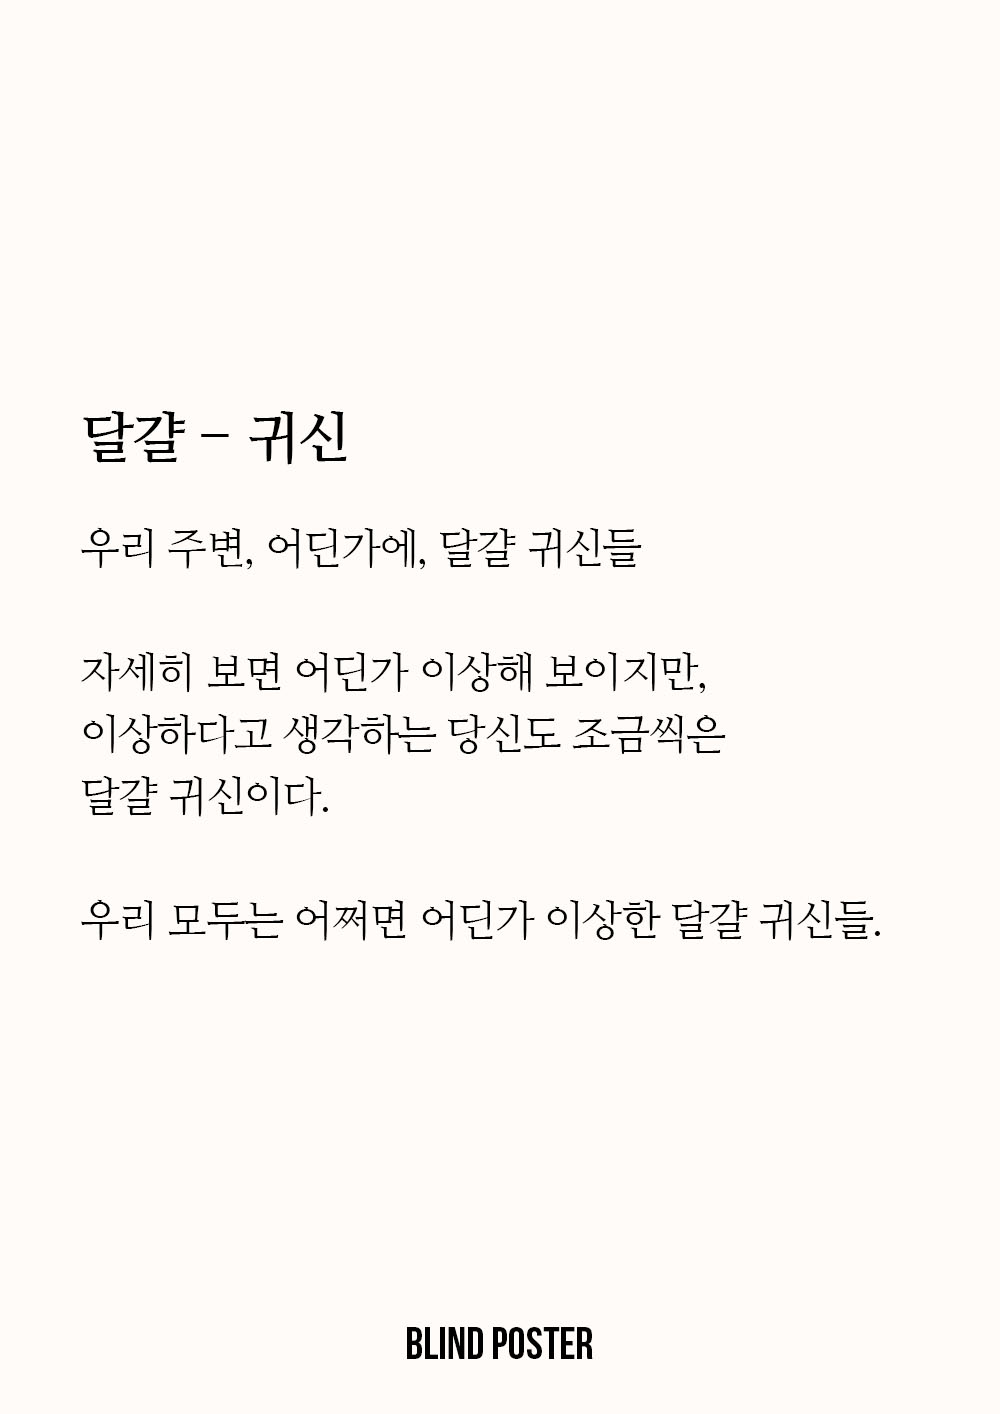 달걀 – 귀신
우리 주변, 어딘가에, 달걀 귀신들
자세히 보면 어딘가 이상해 보이지만,
이상하다고 생각하는 당신도 조금씩은
달걀 귀신이다.
우리 모두는 어쩌면 어딘가 이상한 달걀 귀신들.
BLIND POSTER